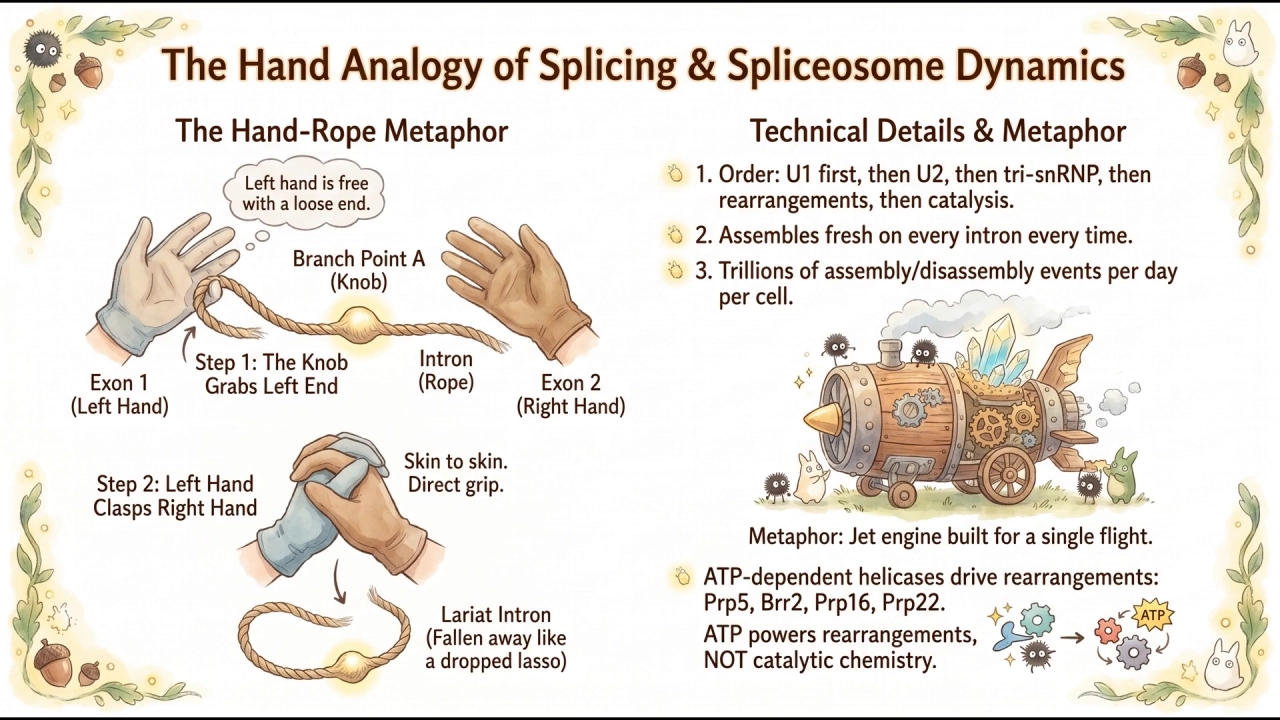 The Hand Analogy of Splicing & Spliceosome Dynamics
The Hand-Rope Metaphor
Left hand is free
with a loose end.
Branch Point A
(Knob)
Step 1: The Knob
Grabs Left End
Intron
(Rope)
Exon 1
(Left Hand)
Exon 2
(Right Hand)
Step 2: Left Hand
Clasps Right Hand
Skin to skin.
Direct grip.
Lariat Intron
(Fallen away like
a dropped lasso)
Technical Details & Metaphor
1. Order: U1 first, then U2, then tri-snRNP, then
rearrangements, then catalysis.
2. Assembles fresh on every intron every time.
3. Trillions of assembly/disassembly events per day
per cell.
Metaphor: Jet engine built for a single flight.
ATP-dependent helicases drive rearrangements:
Prp5, Brr2, Prp16, Prp22.
ATP powers rearrangements,
NOT catalytic chemistry.
ATP